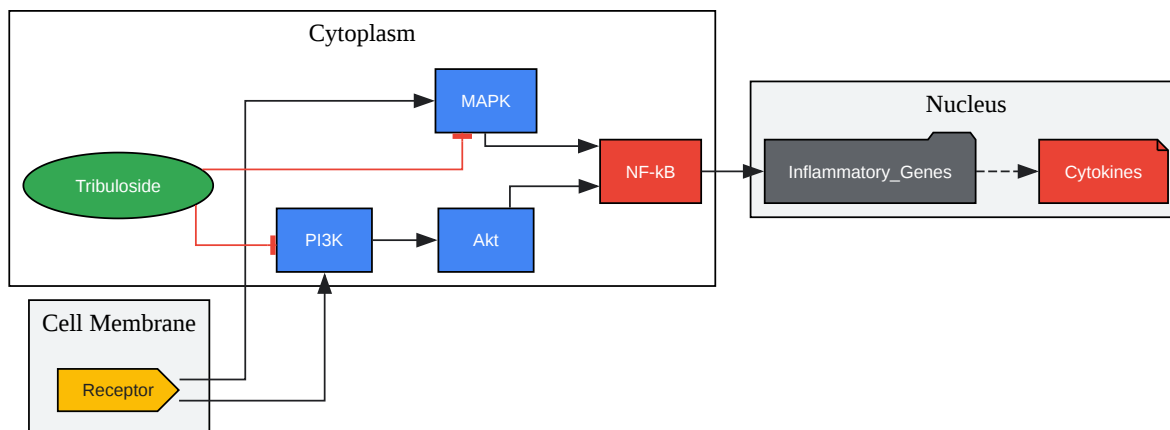 Cytoplasm
MAPK
Nucleus
Tribuloside
NF-kB
Inflammatory_Genes
Cytokines
PI3K
Akt
Cell Membrane
Receptor